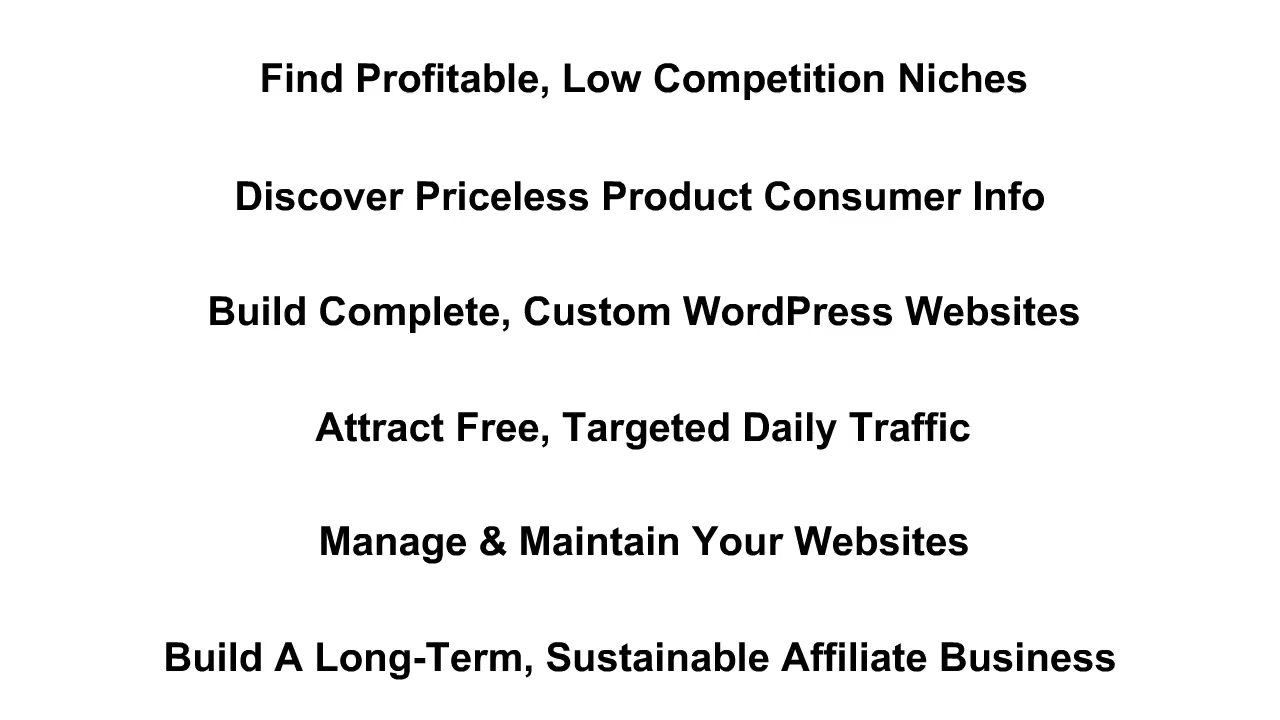 Find Profitable, Low Competition Niches
Discover Priceless Product Consumer Info
Build Complete, Custom WordPress Websites
Attract Free, Targeted Daily Traffic
Manage & Maintain Your Websites
Build A Long-Term, Sustainable Affiliate Business